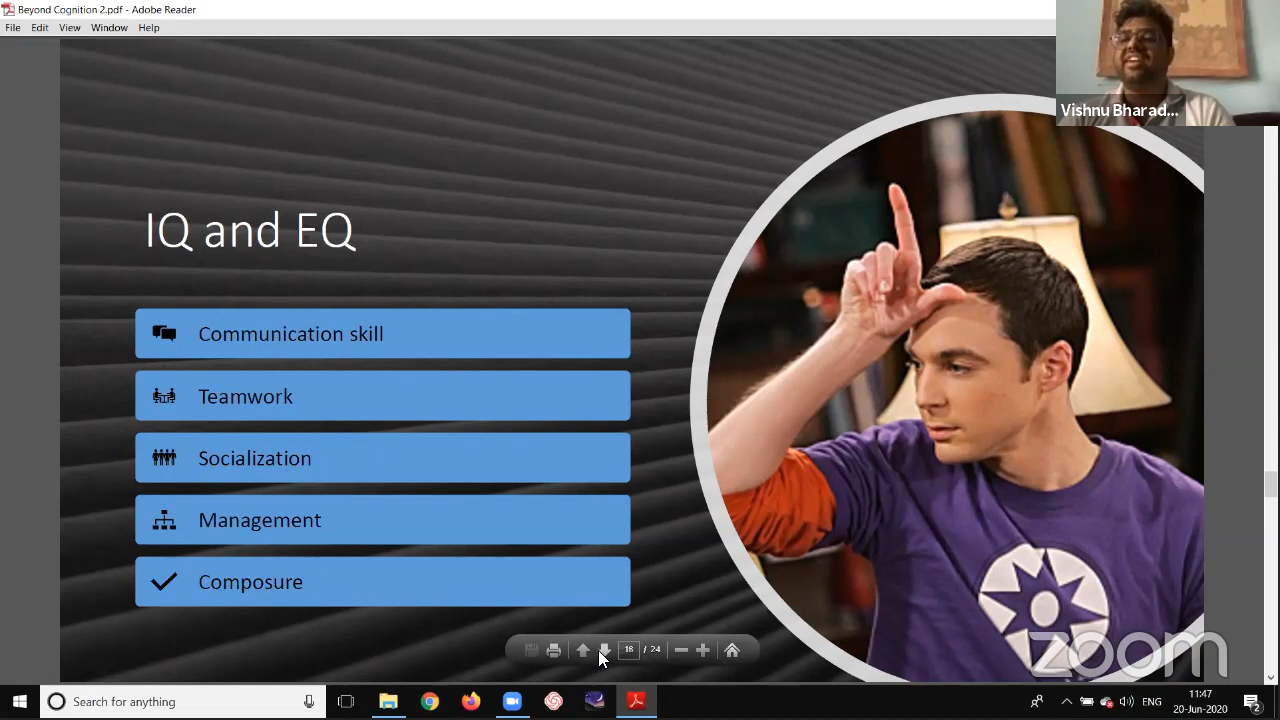 Beyond Cognition 2.pdf - Adobe Reader
File Edit View Window Help
Vishnu Bharad...
IQ and EQ
Communication skill
Teamwork
Socialization
Management
Composure
18 / 24
zoom
Search for anything
ENG
11:47
20-Jun-2020
2